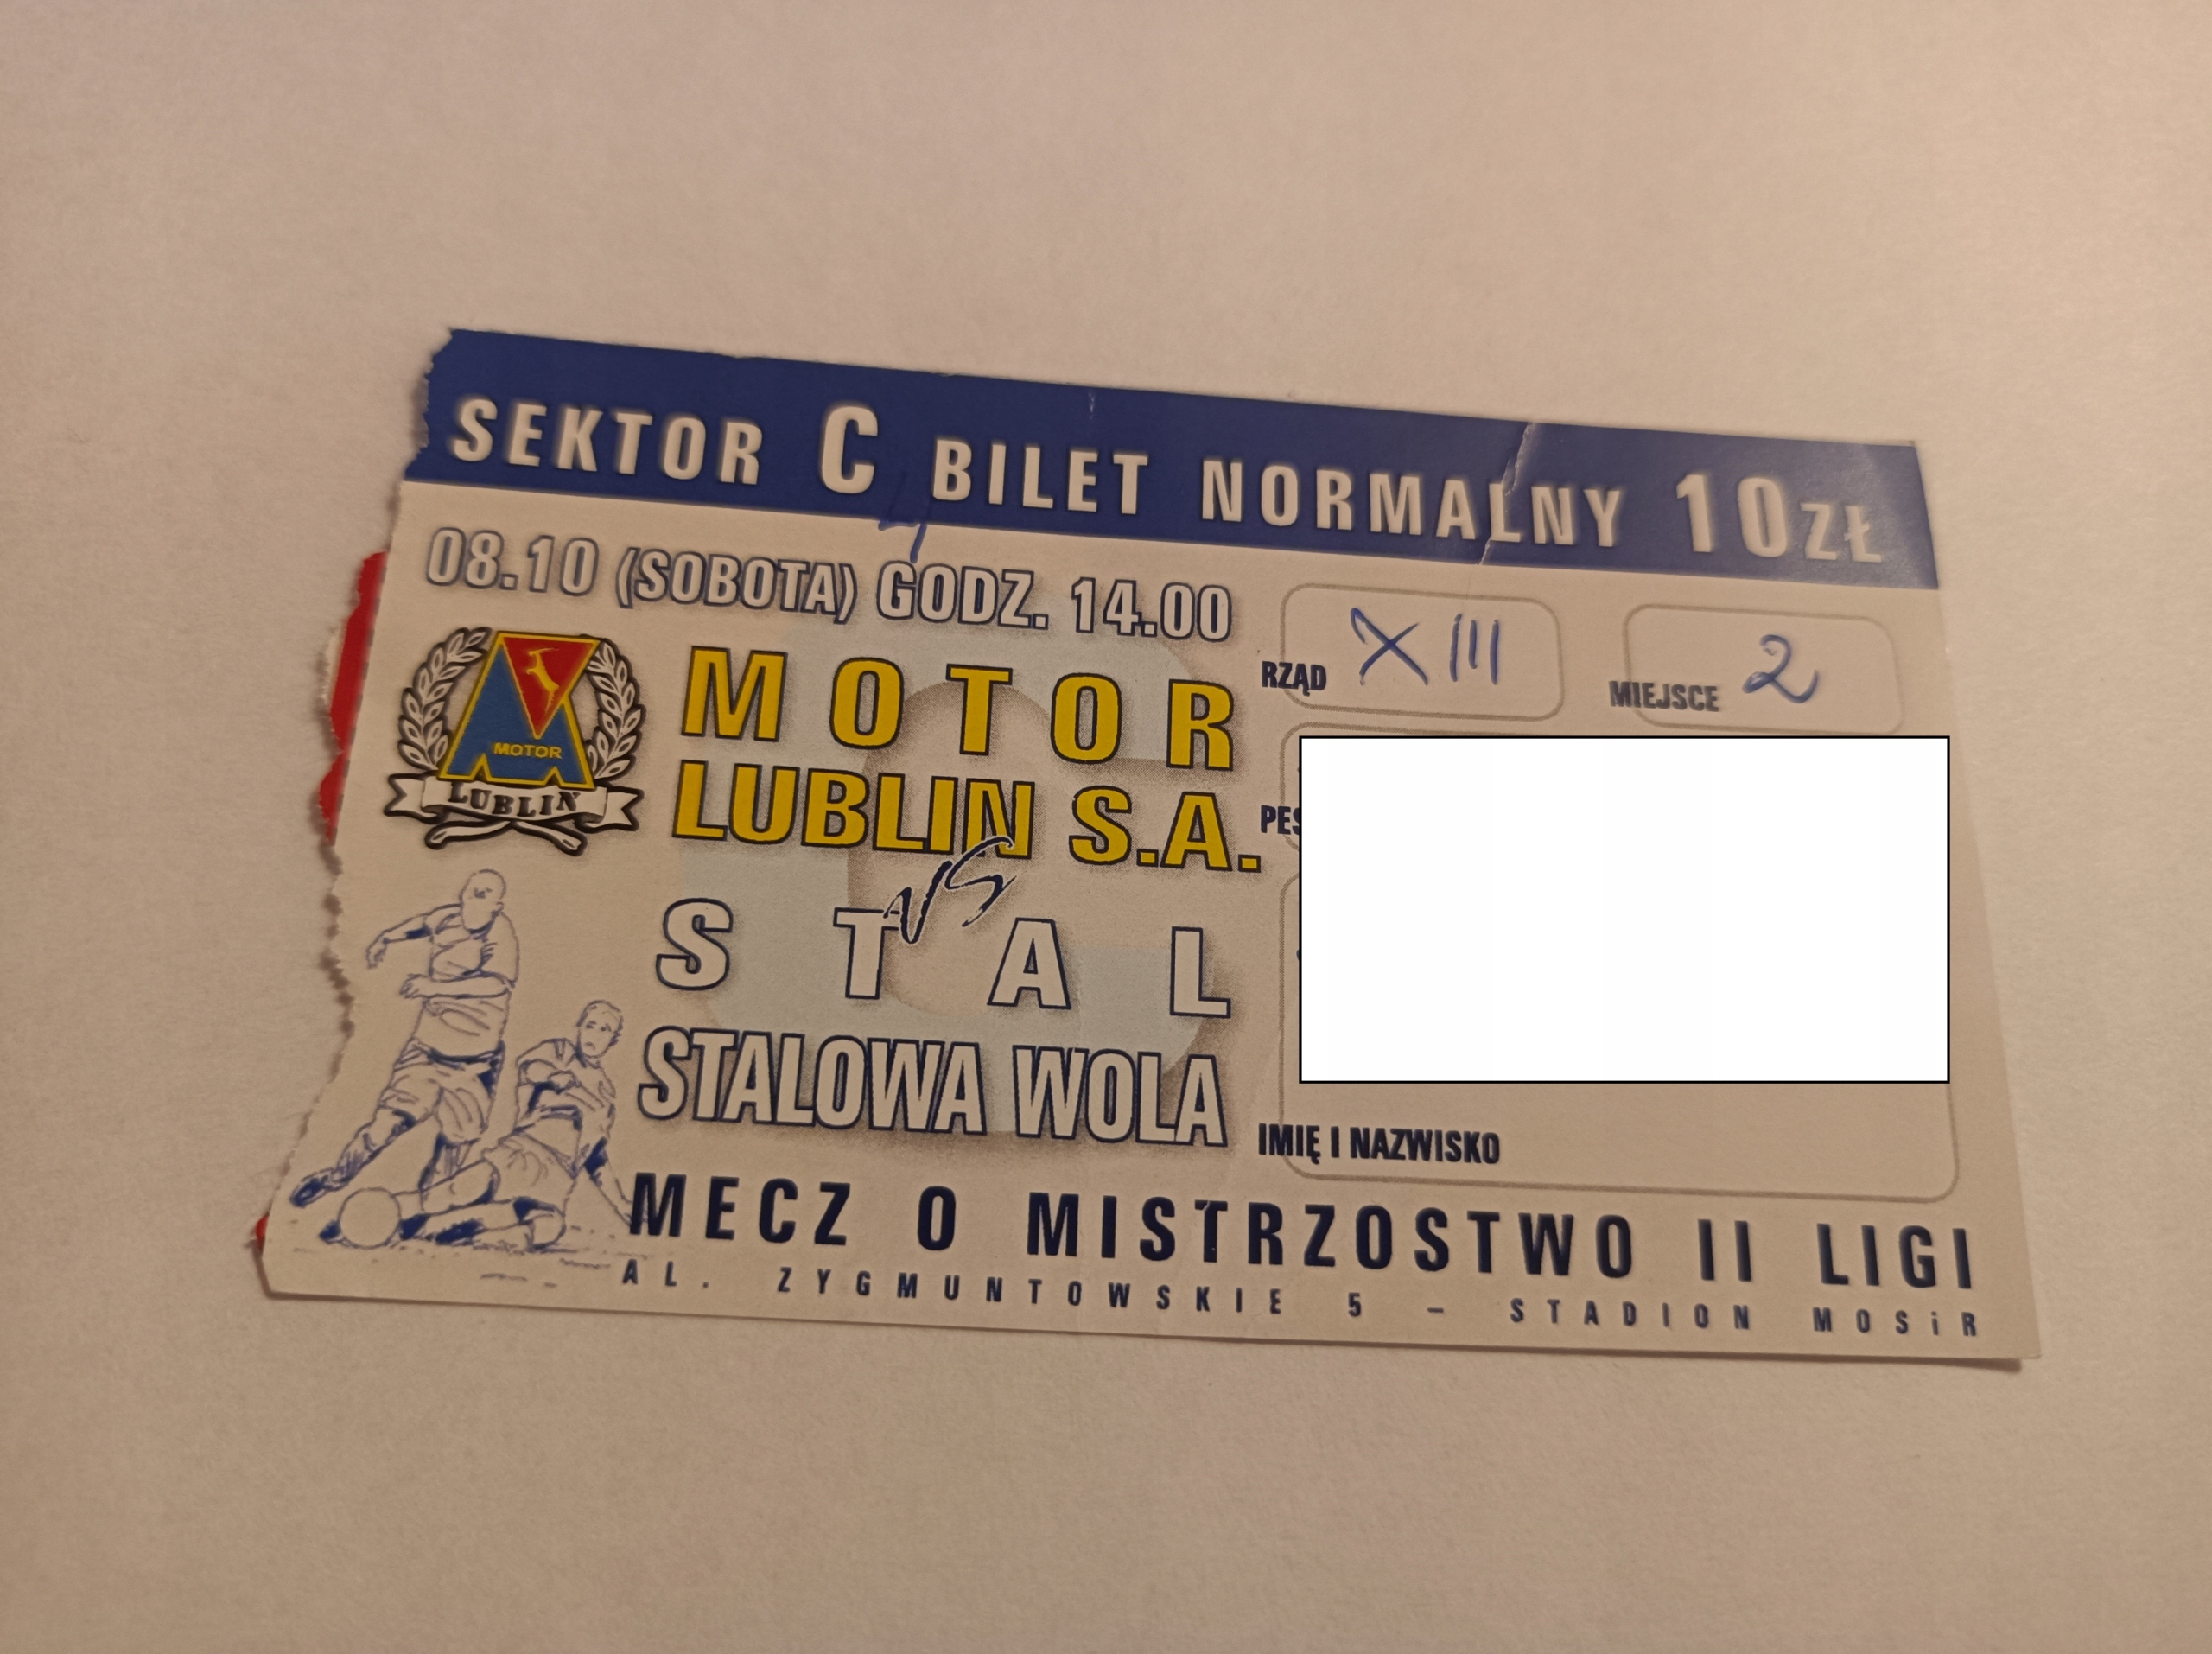 SEKTOR C BILET NORMALNY 10 ZŁ
08.10 (SOBOTA) GODZ. 14.00
RZĄD XIII MIEJSCE 2
MOTOR
LUBLIN
MOTOR
LUBLIN S.A.
VS
STAL
STALOWA WOLA
IMIĘ I NAZWISKO
MECZ O MISTRZOSTWO II LIGI
AL. ZYGMUNTOWSKIE 5 - STADION MOSiR